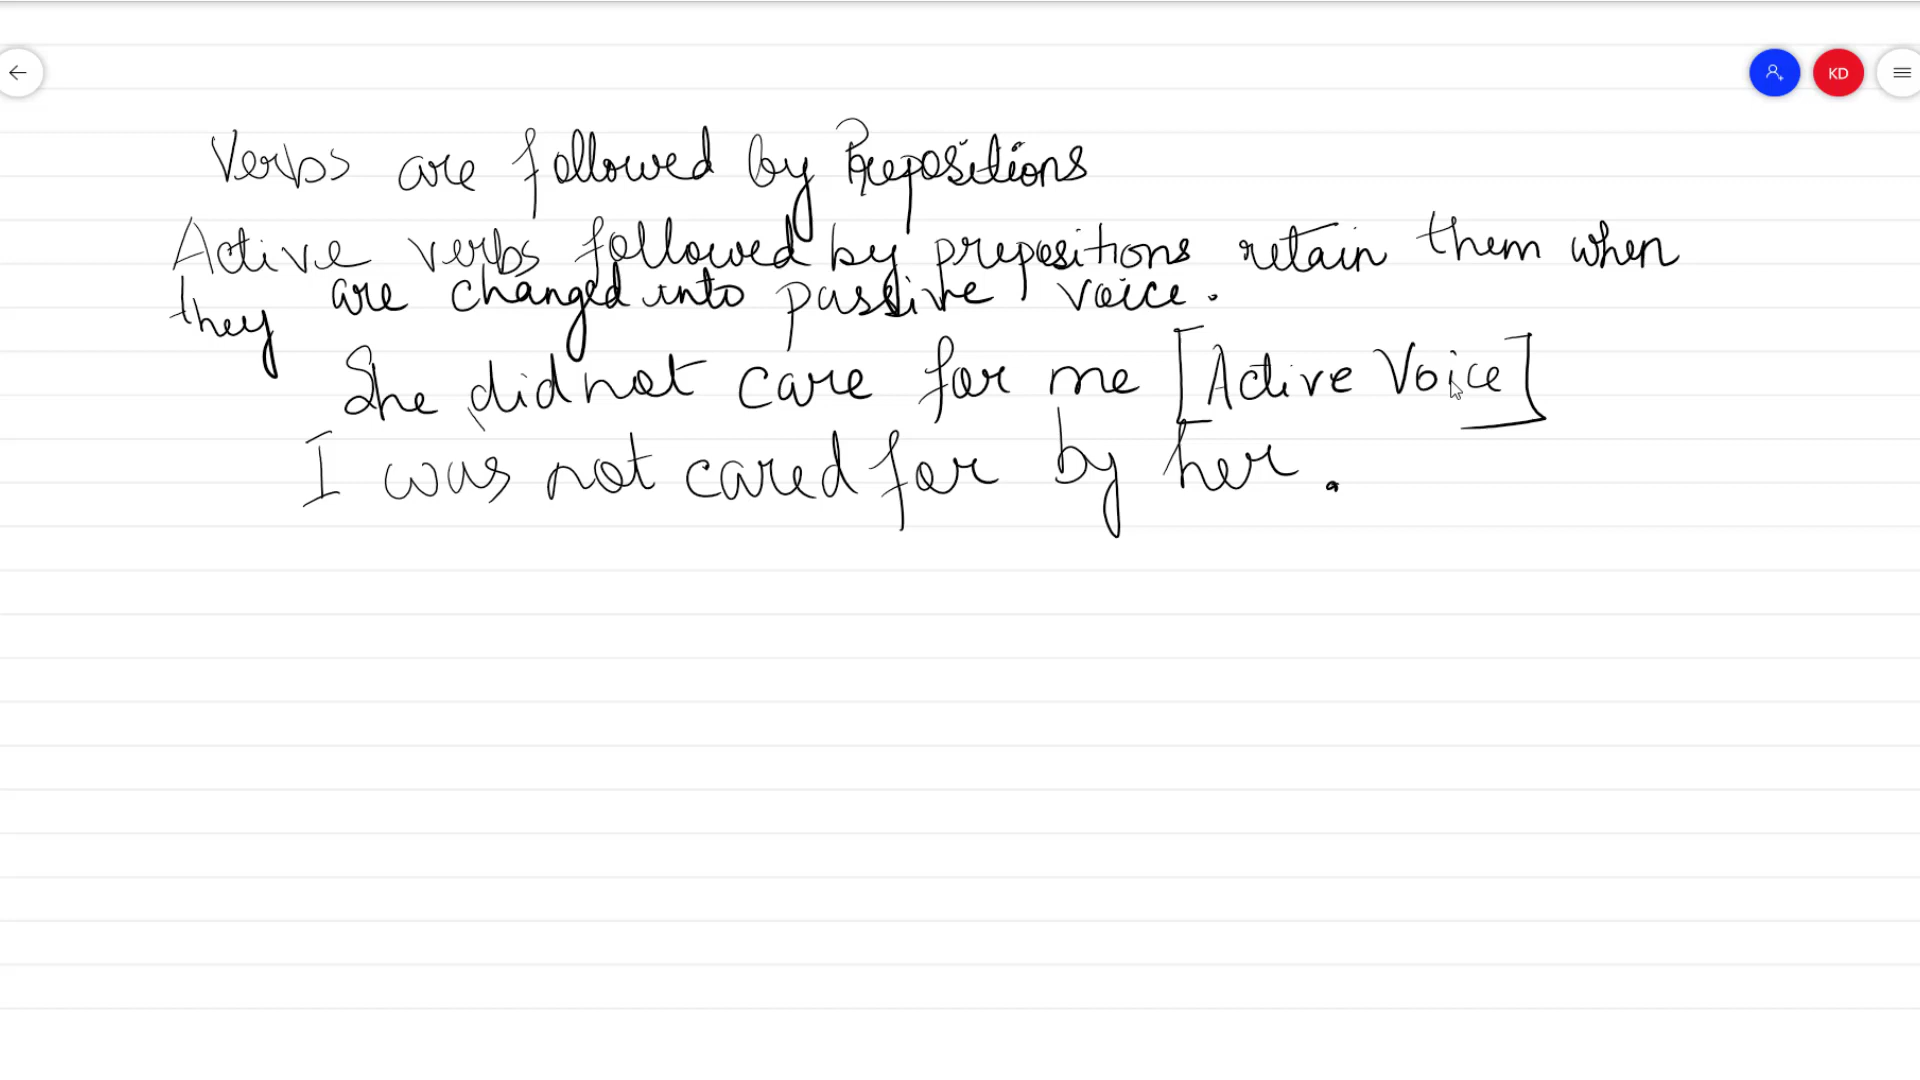 KD
Verbs are followed by Prepositions
Active verbs followed by prepositions retain them when
they are changed into passive voice.
She did not care for me [Active Voice]
I was not cared for by her.